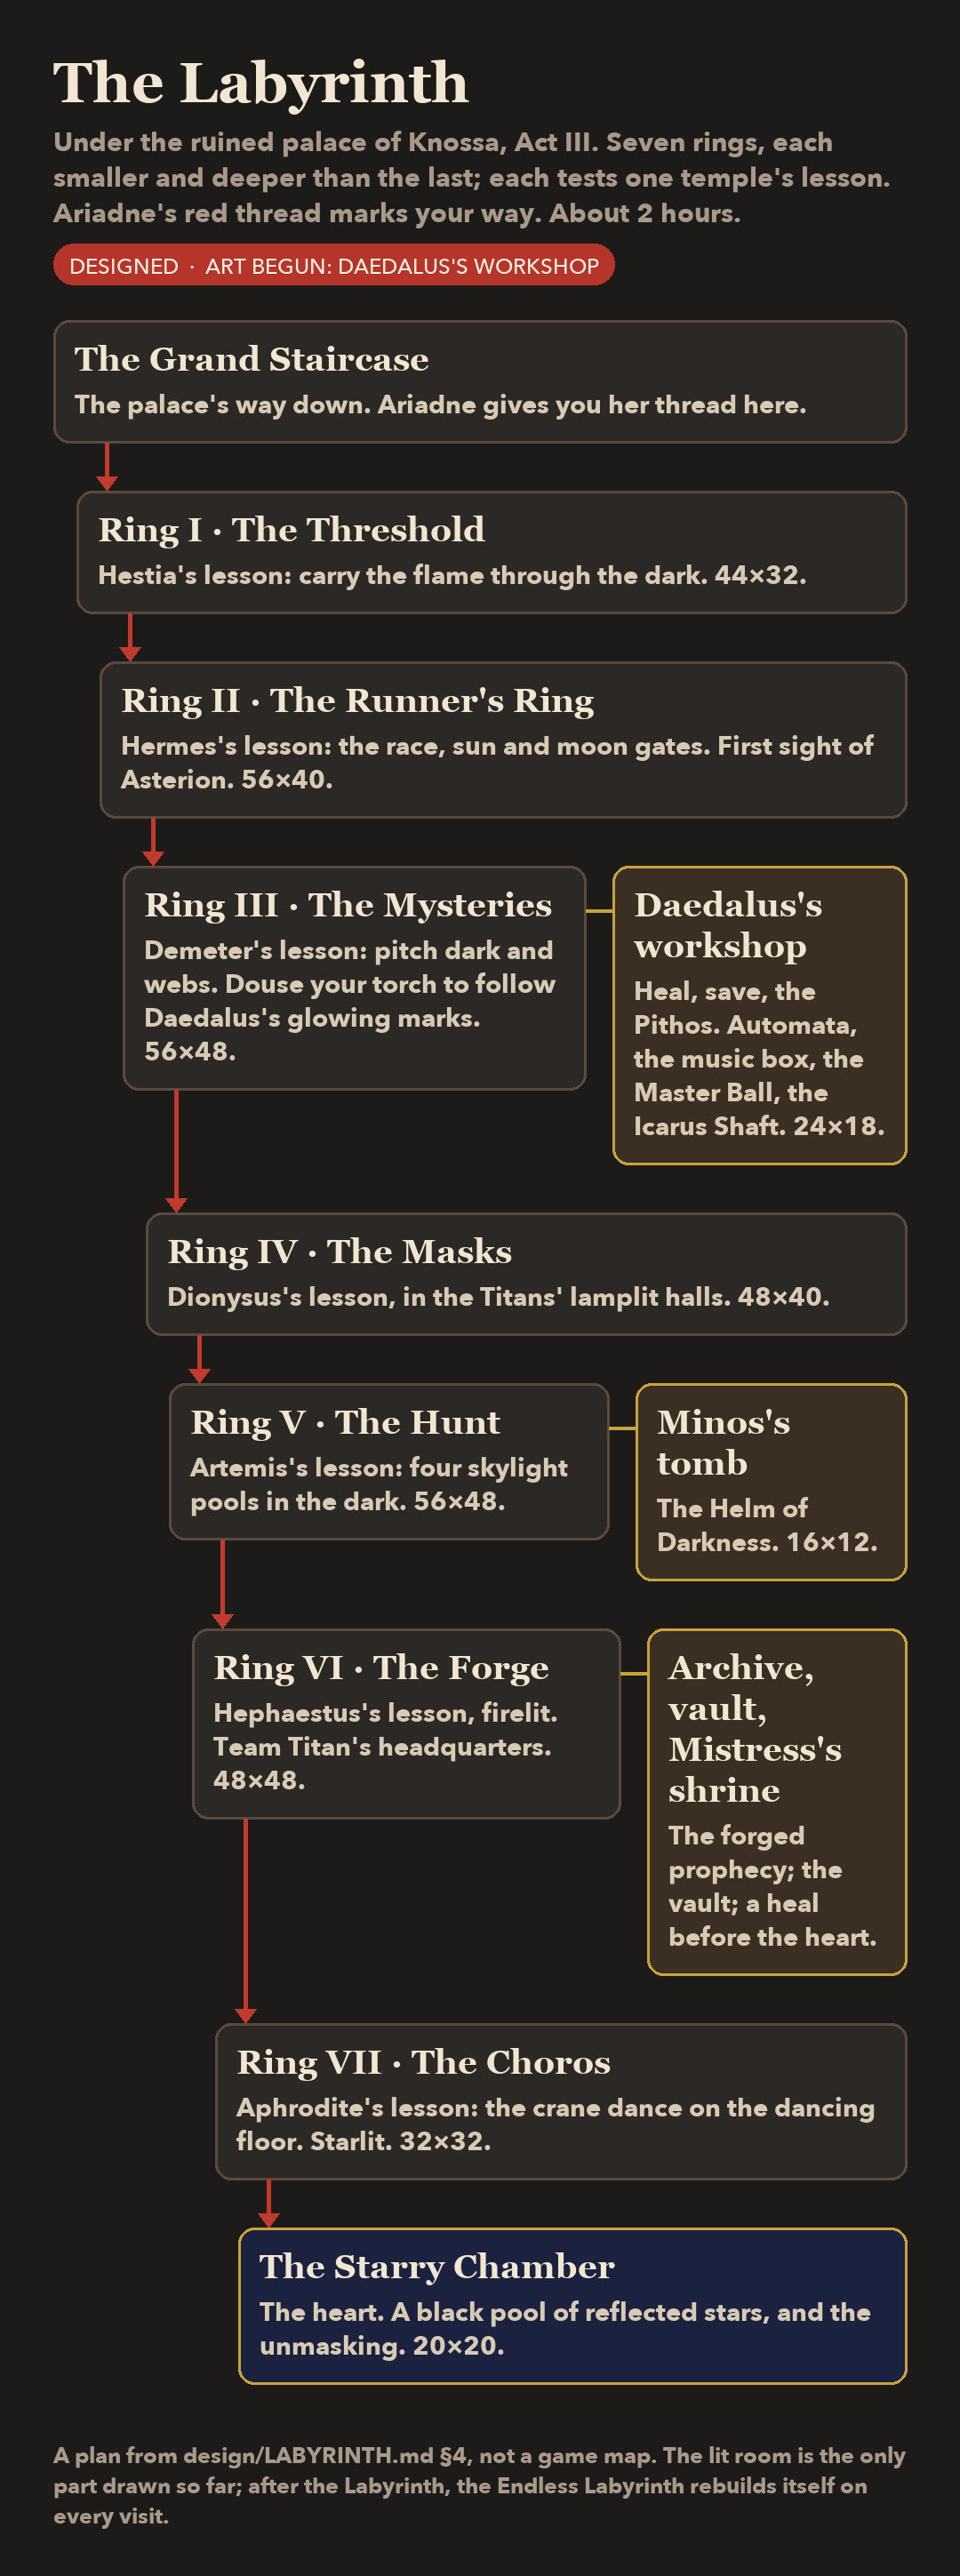 The Labyrinth
Under the ruined palace of Knossa, Act III. Seven rings, each
smaller and deeper than the last; each tests one temple's lesson.
Ariadne's red thread marks your way. About 2 hours.
DESIGNED · ART BEGUN: DAEDALUS'S WORKSHOP
The Grand Staircase
The palace's way down. Ariadne gives you her thread here.
Ring I · The Threshold
Hestia's lesson: carry the flame through the dark. 44×32.
Ring II · The Runner's Ring
Hermes's lesson: the race, sun and moon gates. First sight of
Asterion. 56×40.
Ring III · The Mysteries
Demeter's lesson: pitch dark and
webs. Douse your torch to follow
Daedalus's glowing marks.
56×48.
Daedalus's
workshop
Heal, save, the
Pithos. Automata,
the music box, the
Master Ball, the
Icarus Shaft. 24×18.
Ring IV · The Masks
Dionysus's lesson, in the Titans' lamplit halls. 48×40.
Ring V · The Hunt
Artemis's lesson: four skylight
pools in the dark. 56×48.
Minos's
tomb
The Helm of
Darkness. 16×12.
Ring VI · The Forge
Hephaestus's lesson, firelit.
Team Titan's headquarters.
48×48.
Archive,
vault,
Mistress's
shrine
The forged
prophecy; the
vault; a heal
before the heart.
Ring VII · The Choros
Aphrodite's lesson: the crane dance on the dancing
floor. Starlit. 32×32.
The Starry Chamber
The heart. A black pool of reflected stars, and the
unmasking. 20×20.
A plan from design/LABYRINTH.md §4, not a game map. The lit room is the only
part drawn so far; after the Labyrinth, the Endless Labyrinth rebuilds itself on
every visit.